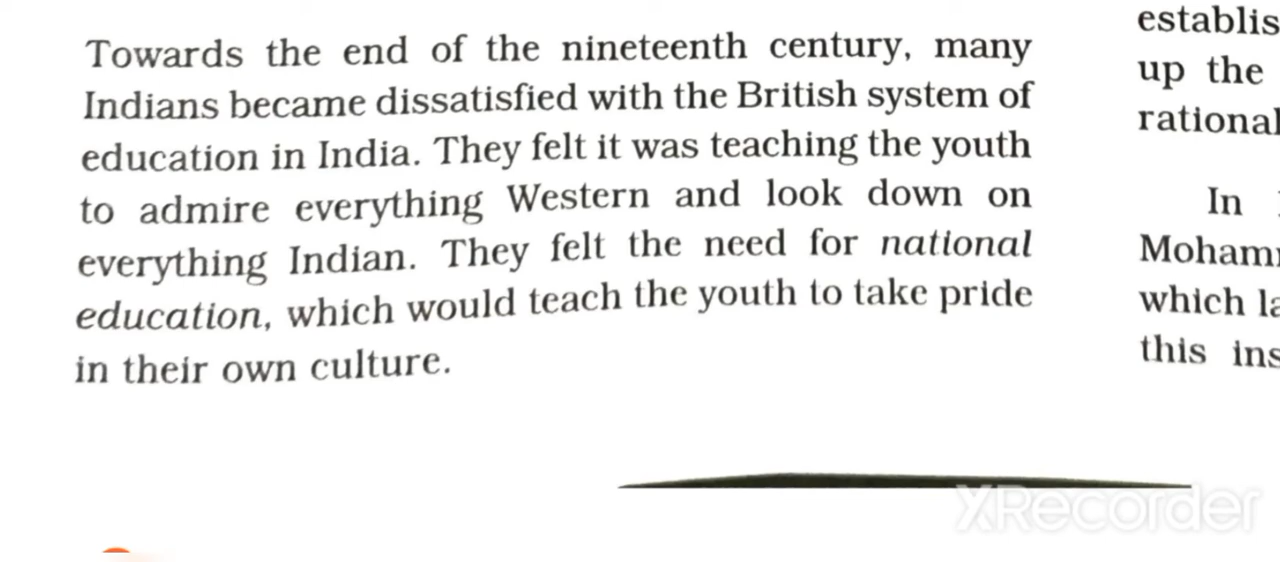 Towards the end of the nineteenth century, many
Indians became dissatisfied with the British system of
education in India. They felt it was teaching the youth
to admire everything Western and look down on
everything Indian. They felt the need for national
education, which would teach the youth to take pride
in their own culture.
up the
rational
In
which
this
XRecorder